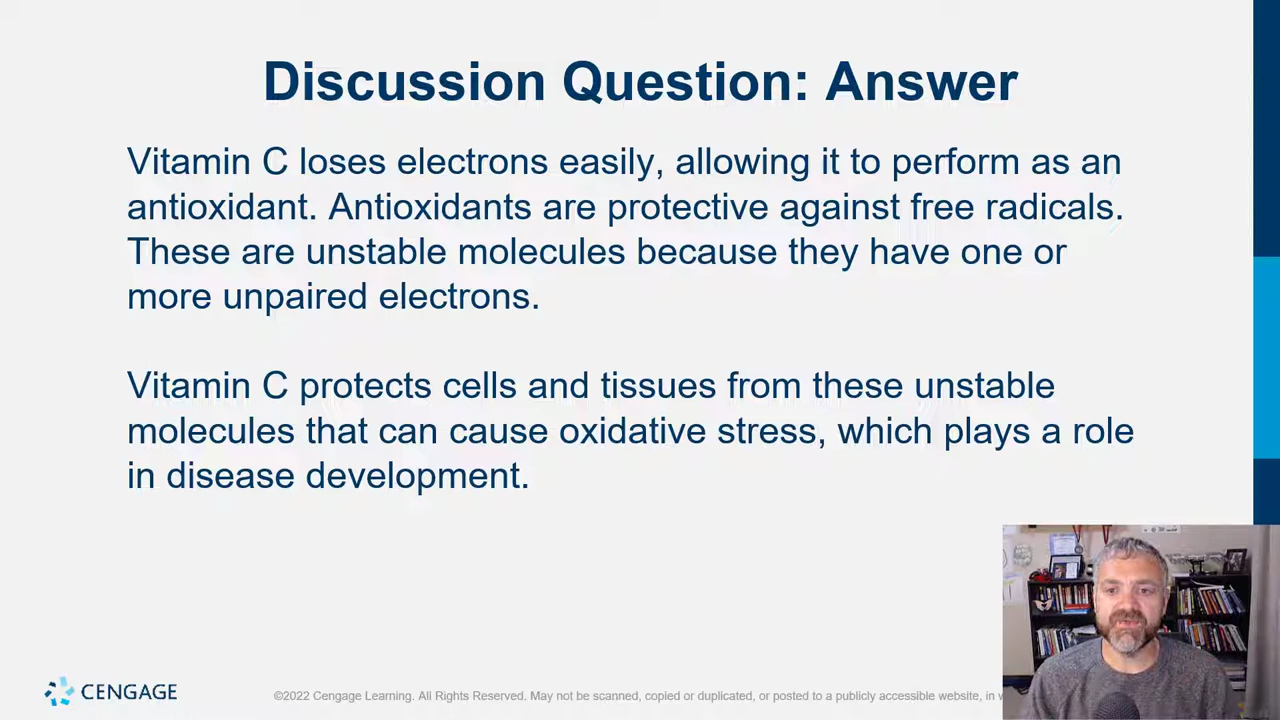 Discussion Question: Answer
Vitamin C loses electrons easily, allowing it to perform as an
antioxidant. Antioxidants are protective against free radicals.
These are unstable molecules because they have one or
more unpaired electrons.
Vitamin C protects cells and tissues from these unstable
molecules that can cause oxidative stress, which plays a role
in disease development.
CENGAGE
©2022 Cengage Learning. All Rights Reserved. May not be scanned, copied or duplicated, or posted to a publicly accessible website, in